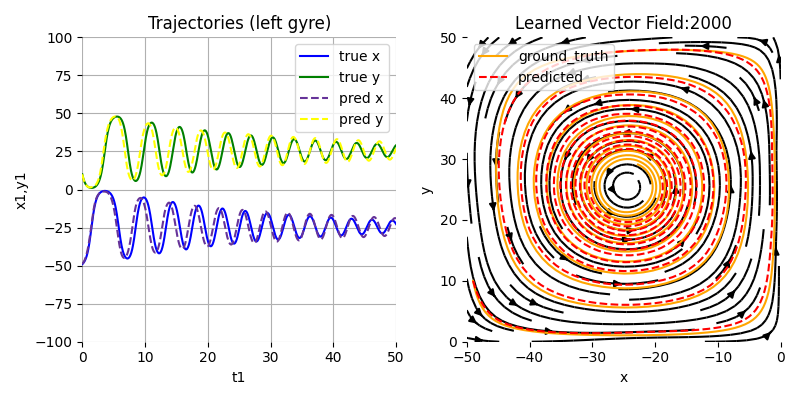 Trajectories (left gyre)
true x
true y
pred x
pred y
100
75
50
25
0
−25
−50
−75
−100
0
10
20
30
40
50
x1,y1
t1
Learned Vector Field:2000
ground_truth
predicted
50
40
30
20
10
0
−50
−40
−30
−20
−10
0
y
x